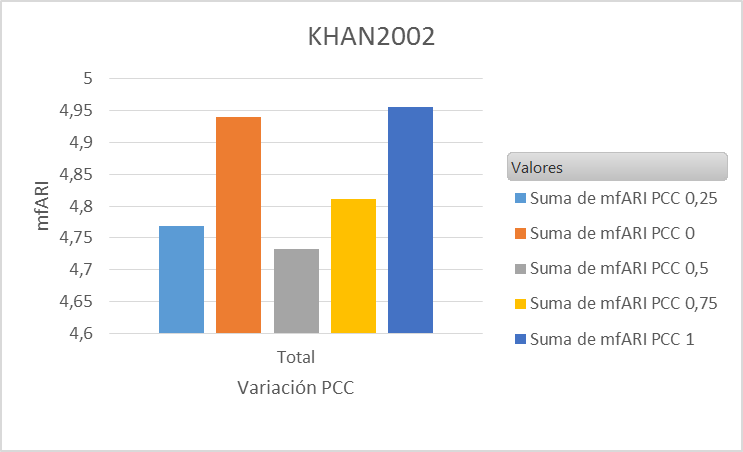 KHAN2002
5
4,95
4,9
4,85
4,8
4,75
4,7
4,65
4,6
mfARI
Total
Variación PCC
Valores
Suma de mfARI PCC 0,25
Suma de mfARI PCC 0
Suma de mfARI PCC 0,5
Suma de mfARI PCC 0,75
Suma de mfARI PCC 1